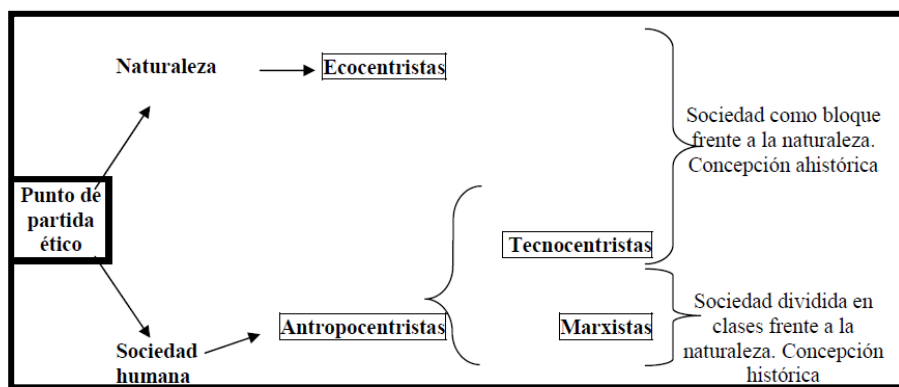 Naturaleza
Ecocentristas
Sociedad como bloque
frente a la naturaleza.
Concepción ahistórica
Punto de
partida
ético
Tecnocentristas
Antropocentristas
Marxistas
Sociedad dividida en
clases frente a la
naturaleza. Concepción
histórica
Sociedad
humana